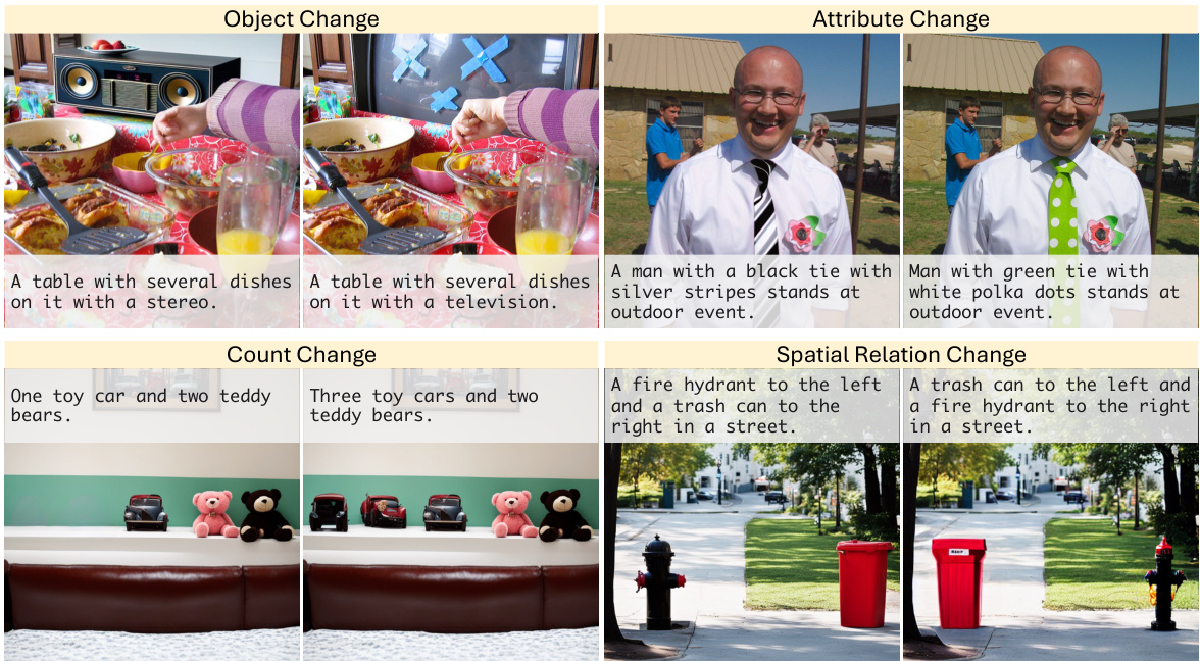 Object Change
A table with several dishes
on it with a stereo.
A table with several dishes
on it with a television.
Attribute Change
A man with a black tie with
silver stripes stands at
outdoor event.
Man with green tie with
white polka dots stands at
outdoor event.
Count Change
One toy car and two teddy
bears.
Three toy cars and two
teddy bears.
Spatial Relation Change
A fire hydrant to the left
and a trash can to the
right in a street.
A trash can to the left and
a fire hydrant to the right
in a street.